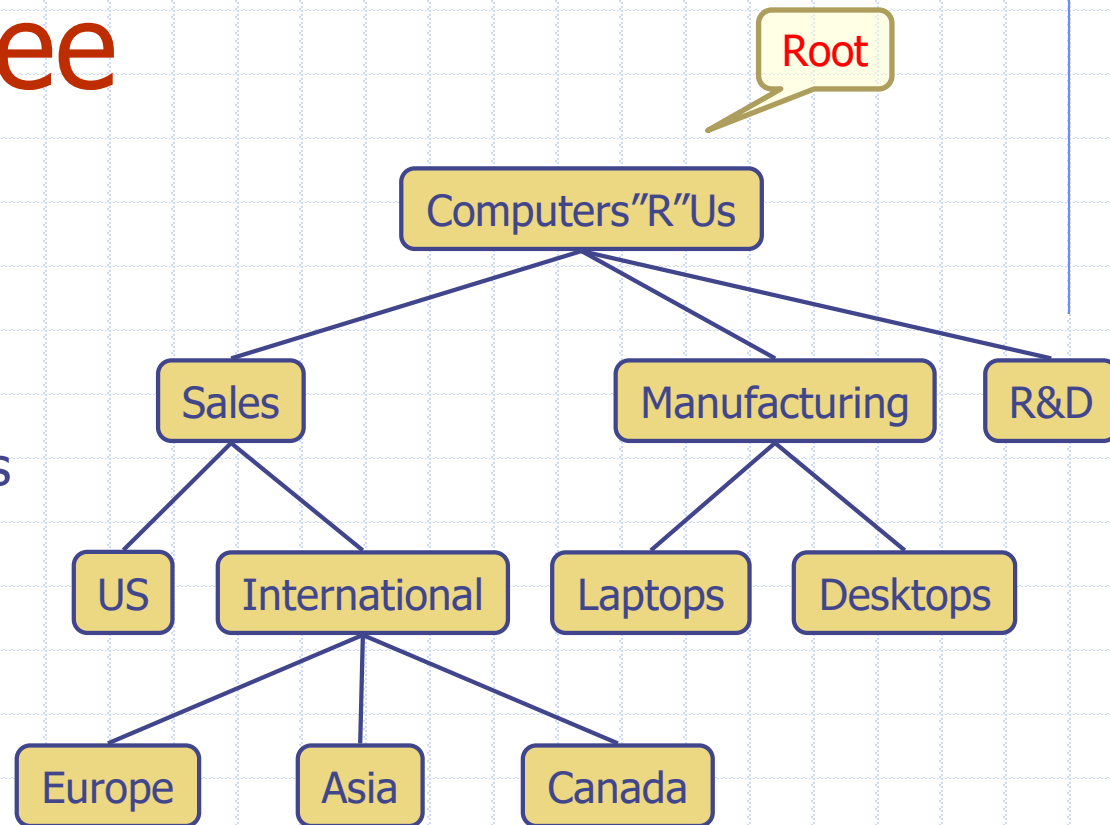 ee
Root
Computers”R”Us
Sales
Manufacturing
R&D
s
US
International
Laptops
Desktops
Europe
Asia
Canada